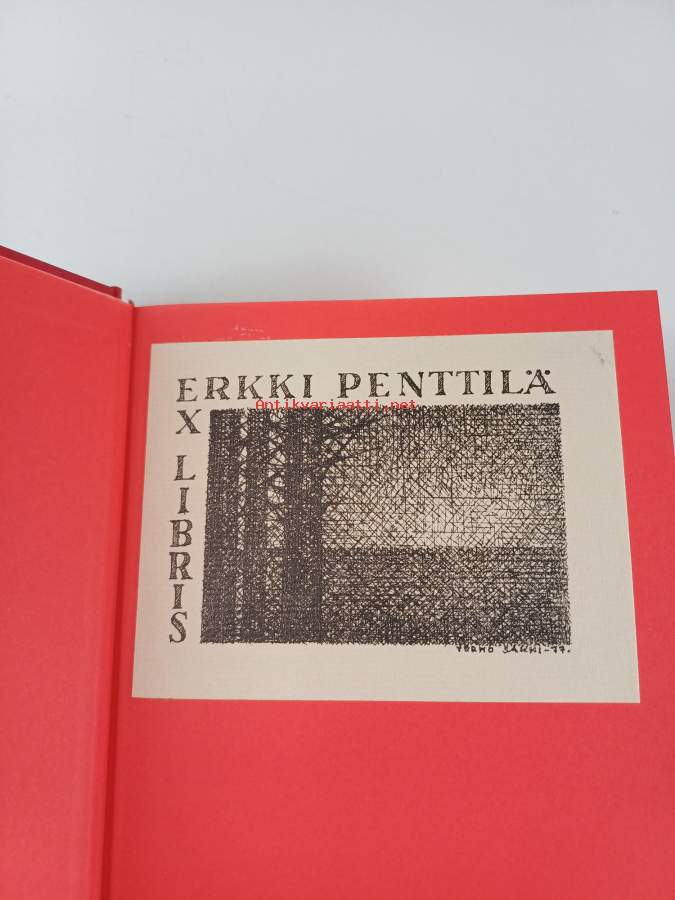 ERKKI PENTTILÄ
Antikvariaatti.net
EX LIBRIS